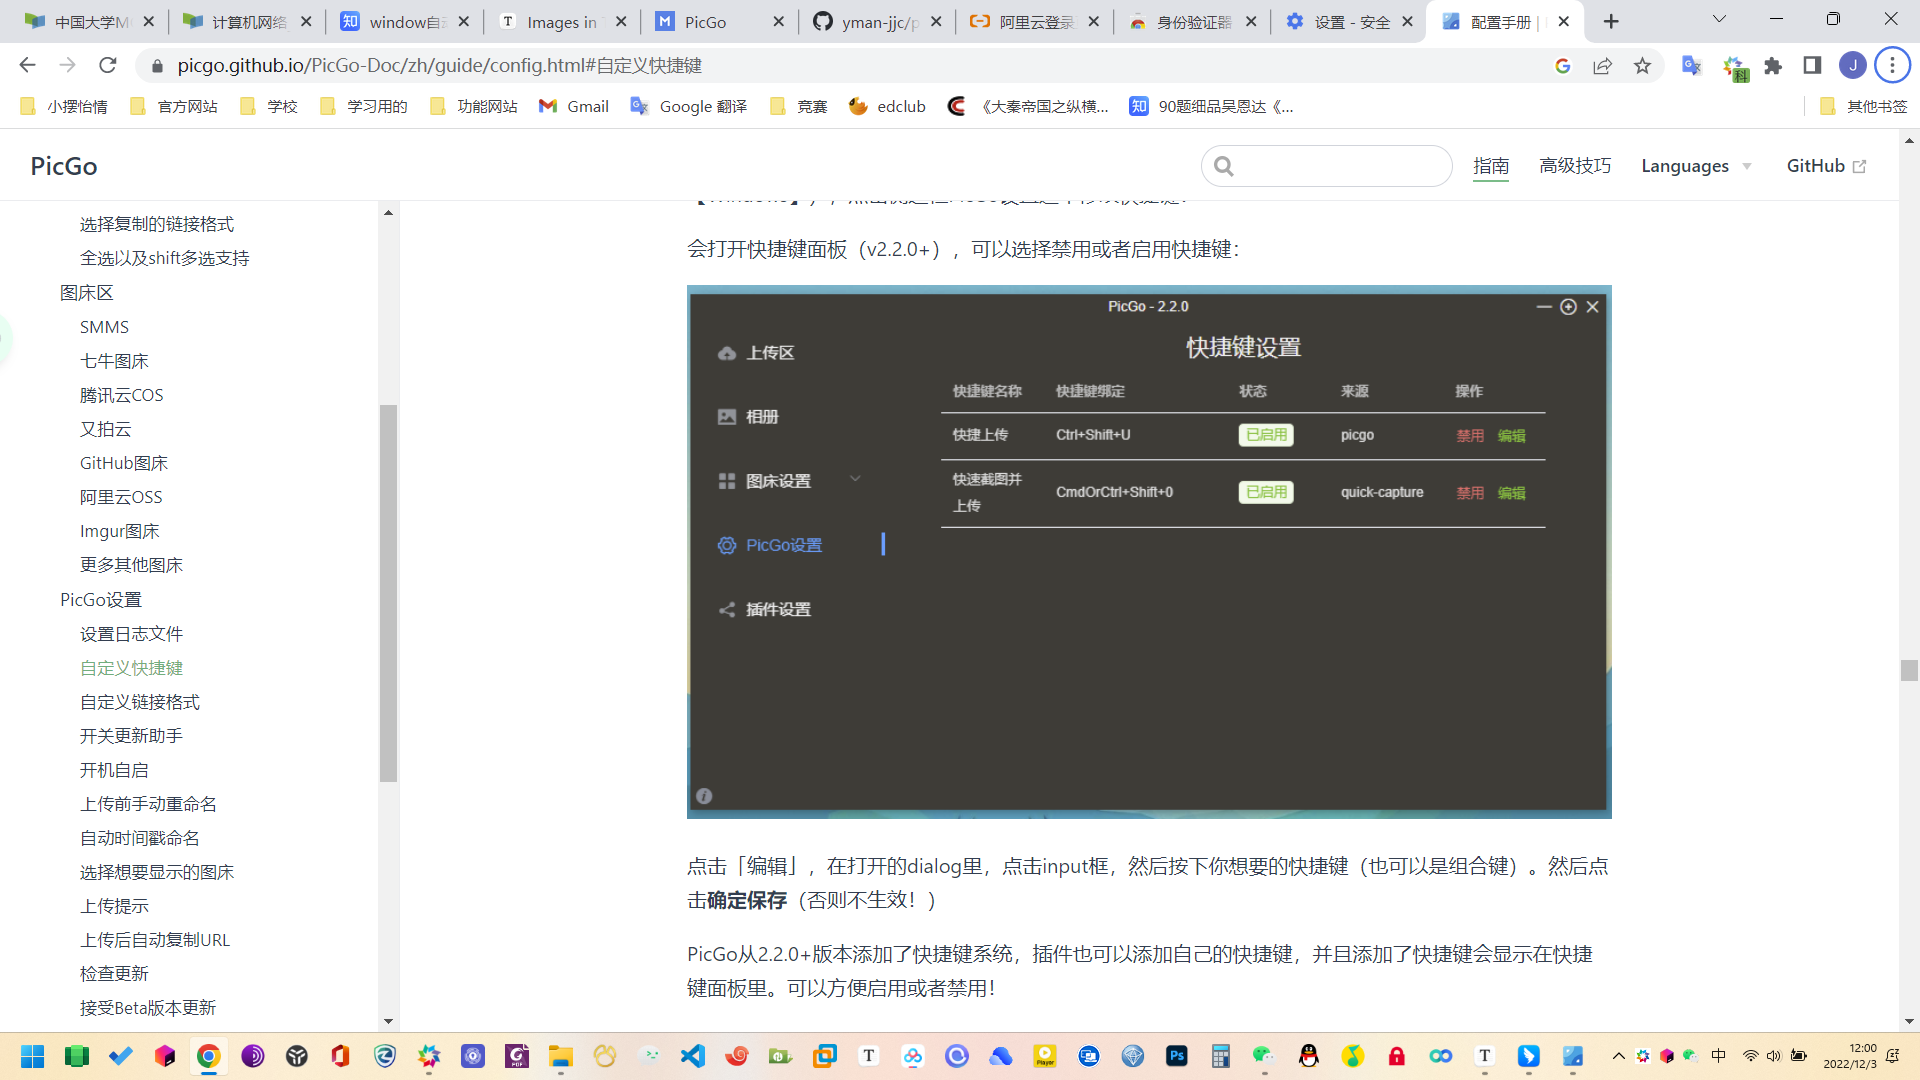 中国大学M
计算机网络
window自动
Images in
PicGo
yman-jjc/p
阿里云登录
身份验证器
设置 - 安全
配置手册 |
picgo.github.io/PicGo-Doc/zh/guide/config.html#自定义快捷键
小摆怡情
官方网站
学校
学习用的
功能网站
Gmail
Google 翻译
竞赛
edclub
《大秦帝国之纵横...
90题细品吴恩达《...
其他书签
PicGo
指南
高级技巧
Languages
GitHub
选择复制的链接格式
全选以及shift多选支持
图床区
SMMS
七牛图床
腾讯云COS
又拍云
GitHub图床
阿里云OSS
Imgur图床
更多其他图床
PicGo设置
设置日志文件
自定义快捷键
自定义链接格式
开关更新助手
开机自启
上传前手动重命名
自动时间戳命名
选择想要显示的图床
上传提示
上传后自动复制URL
检查更新
接受Beta版本更新
会打开快捷键面板（v2.2.0+），可以选择禁用或者启用快捷键：
PicGo - 2.2.0
上传区
相册
图床设置
PicGo设置
插件设置
快捷键设置
快捷键名称 快捷键绑定 状态 来源 操作
快捷上传 Ctrl+Shift+U 已启用 picgo 禁用 编辑
快速截图并
上传 CmdOrCtrl+Shift+0 已启用 quick-capture 禁用 编辑
点击「编辑」，在打开的dialog里，点击input框，然后按下你想要的快捷键（也可以是组合键）。然后点
击确定保存（否则不生效！）
PicGo从2.2.0+版本添加了快捷键系统，插件也可以添加自己的快捷键，并且添加了快捷键会显示在快捷
键面板里。可以方便启用或者禁用！
中
12:00
2022/12/3